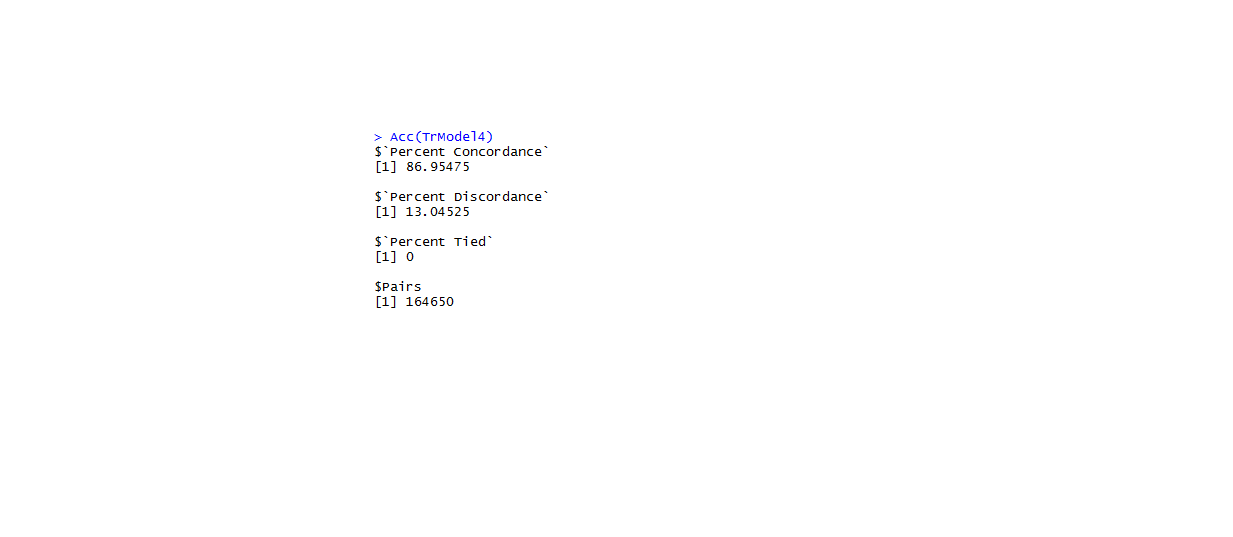 > Acc(TrModel4)
$`Percent Concordance`
[1] 86.95475
$`Percent Discordance`
[1] 13.04525
$`Percent Tied`
[1] 0
$Pairs
[1] 164650